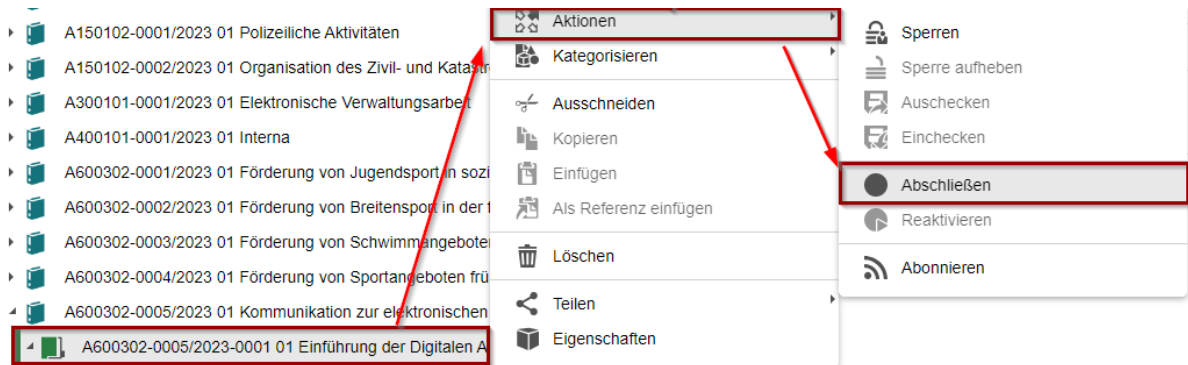 A150102-0001/2023 01 Polizeiliche Aktivitäten
A150102-0002/2023 01 Organisation des Zivil- und Katastr
A300101-0001/2023 01 Elektronische Verwaltungsarbeit
A400101-0001/2023 01 Interna
A600302-0001/2023 01 Förderung von Jugendsport in sozi
A600302-0002/2023 01 Förderung von Breitensport in der f
A600302-0003/2023 01 Förderung von Schwimmangeboten
A600302-0004/2023 01 Förderung von Sportangeboten frü
A600302-0005/2023 01 Kommunikation zur elektronischen
A600302-0005/2023-0001 01 Einführung der Digitalen A
Aktionen
Kategorisieren
Ausschneiden
Kopieren
Einfügen
Als Referenz einfügen
Löschen
Teilen
Eigenschaften
Sperren
Sperre aufheben
Auschecken
Einchecken
Abschließen
Reaktivieren
Abonnieren